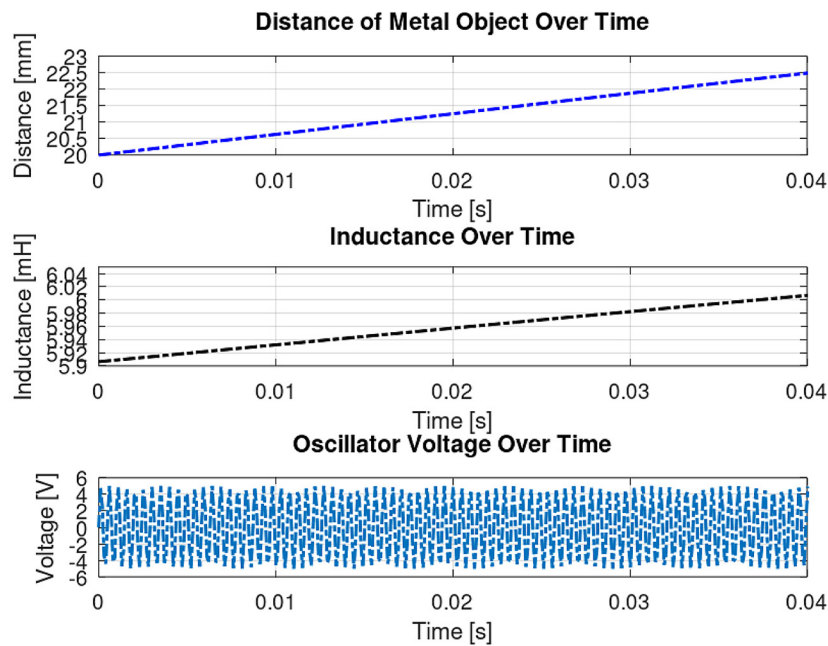 Distance of Metal Object Over Time
Distance [mm]
23
22.5
22
21.5
21
20.5
20
0 0.01 0.02 0.03 0.04
Time [s]
Inductance Over Time
Inductance [mH]
6.04
6.02
6
5.98
5.96
5.94
5.92
5.9
0 0.01 0.02 0.03 0.04
Time [s]
Oscillator Voltage Over Time
Voltage [V]
6
4
2
0
-2
-4
-6
0 0.01 0.02 0.03 0.04
Time [s]